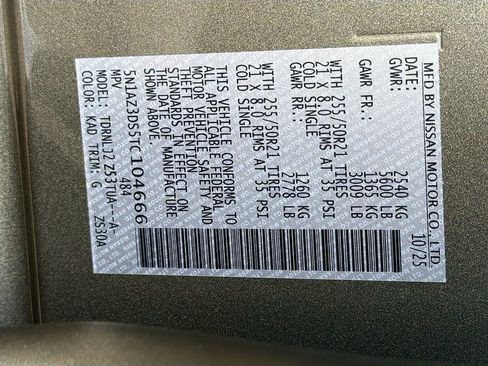 MFD BY NISSAN MOTOR CO., LTD.
DATE: 10/25
GVWR: 2540 KG
5600 LB
GAWR FR.: 1365 KG
3009 LB
WITH 255/50R21 TIRES
21 X 8.0 RIMS AT 35 PSI
COLD SINGLE
GAWR RR.: 1260 KG
2778 LB
WITH 255/50R21 TIRES
21 X 8.0 RIMS AT 35 PSI
COLD SINGLE
THIS VEHICLE CONFORMS TO
ALL APPLICABLE FEDERAL
MOTOR VEHICLE SAFETY AND
THEFT PREVENTION
STANDARDS IN EFFECT ON
THE DATE OF MANUFACTURE
SHOWN ABOVE.
5N1AZ3DS5TC104666
MPV 484
MODEL: TDRNLJ2Z53TUA---A-
COLOR: KAD TRIM: G ZS30A